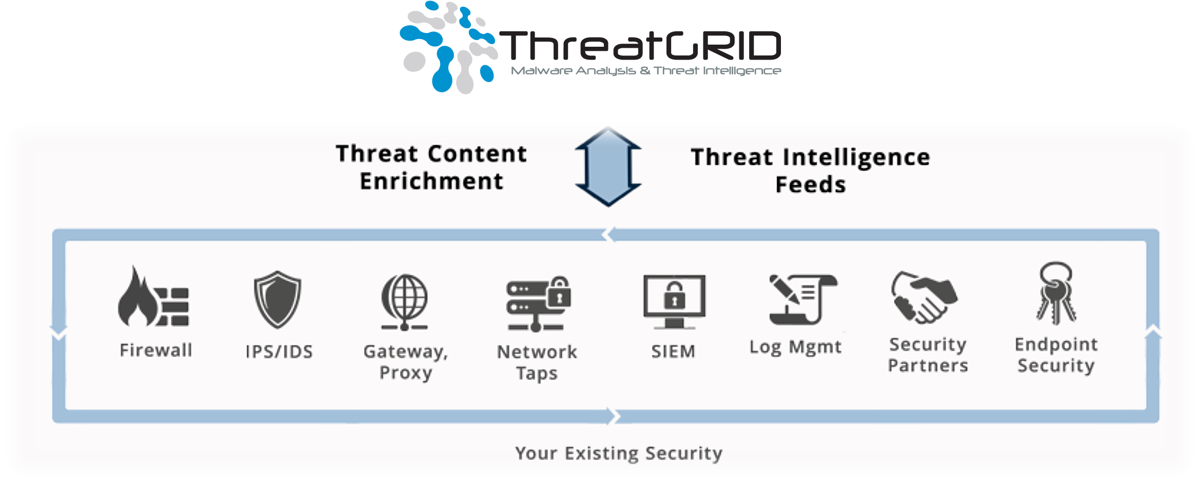 ThreatGRID
Malware Analysis & Threat Intelligence
Threat Content
Enrichment
Threat Intelligence
Feeds
Firewall
IPS/IDS
Gateway,
Proxy
Network
Taps
SIEM
Log Mgmt
Security
Partners
Endpoint
Security
Your Existing Security